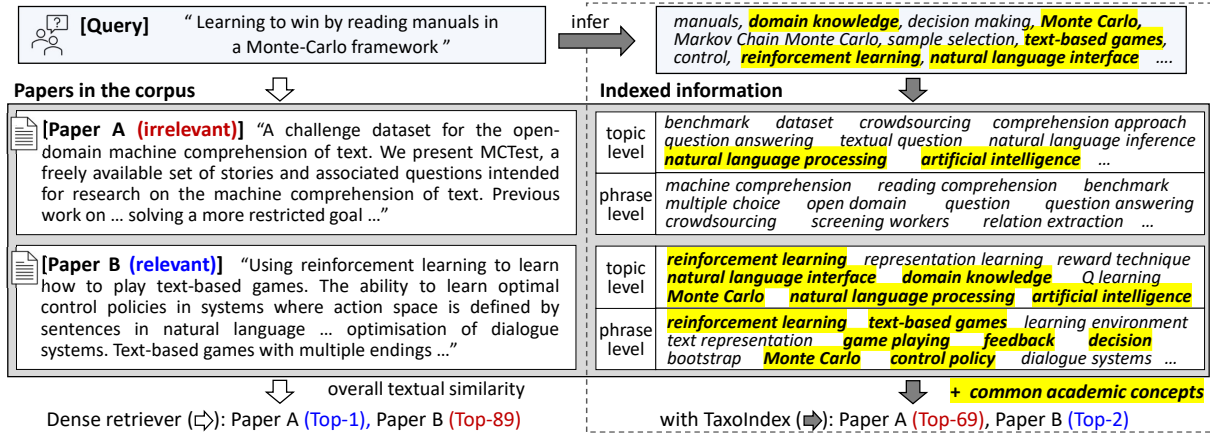 [Query] “ Learning to win by reading manuals in
a Monte-Carlo framework ”
infer
manuals, domain knowledge, decision making, Monte Carlo,
Markov Chain Monte Carlo, sample selection, text-based games,
control, reinforcement learning, natural language interface ....
Papers in the corpus
[Paper A (irrelevant)] “A challenge dataset for the open-
domain machine comprehension of text. We present MCTest, a
freely available set of stories and associated questions intended
for research on the machine comprehension of text. Previous
work on … solving a more restricted goal …”
[Paper B (relevant)] “Using reinforcement learning to learn
how to play text-based games. The ability to learn optimal
control policies in systems where action space is defined by
sentences in natural language … optimisation of dialogue
systems. Text-based games with multiple endings …”
Indexed information
topic
level
benchmark dataset crowdsourcing comprehension approach
question answering textual question natural language inference
natural language processing artificial intelligence …
phrase
level
machine comprehension reading comprehension benchmark
multiple choice open domain question question answering
crowdsourcing screening workers relation extraction …
topic
level
reinforcement learning representation learning reward technique
natural language interface domain knowledge Q learning
Monte Carlo natural language processing artificial intelligence
phrase
level
reinforcement learning text-based games learning environment
text representation game playing feedback decision
bootstrap Monte Carlo control policy dialogue systems …
overall textual similarity
+ common academic concepts
Dense retriever (⇨): Paper A (Top-1), Paper B (Top-89)
with TaxoIndex (➡): Paper A (Top-69), Paper B (Top-2)